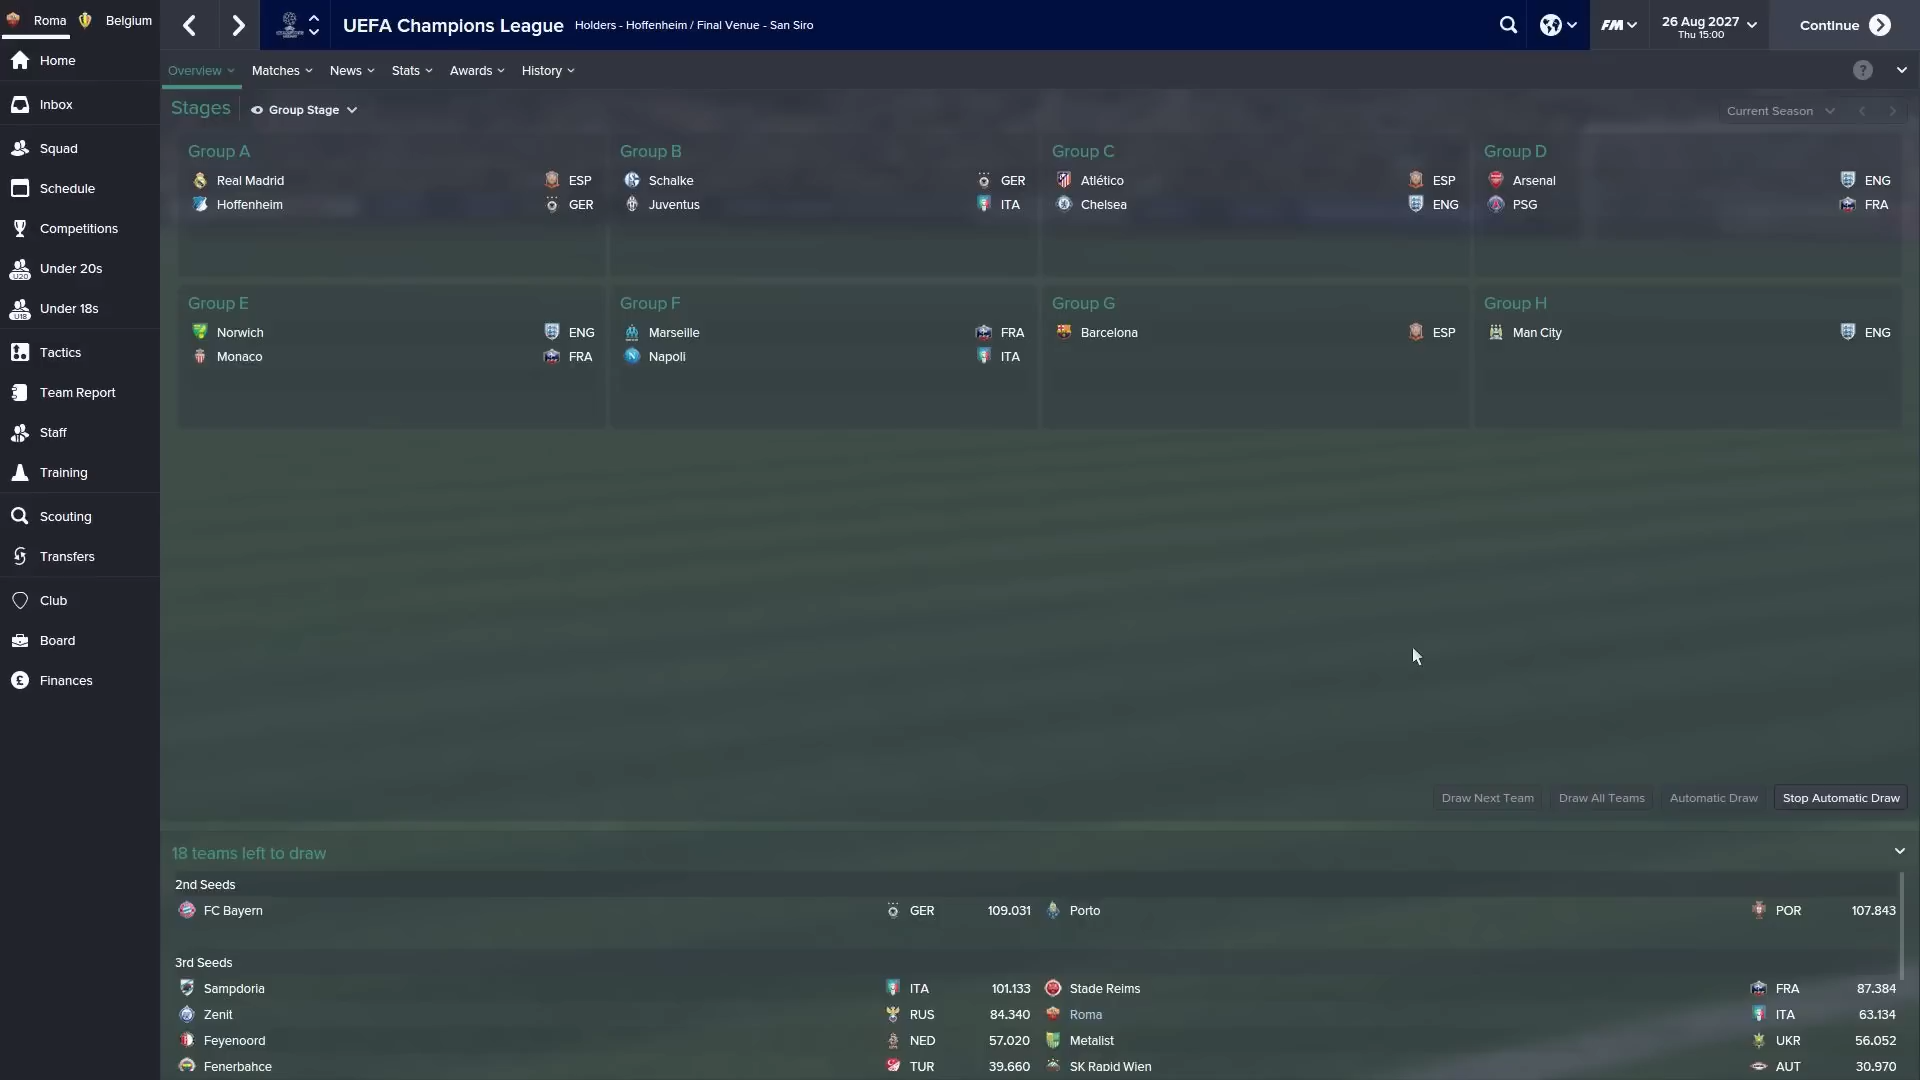 Roma Belgium
UEFA Champions League Holders - Hoffenheim / Final Venue - San Siro
FM
26 Aug 2027
Thu 15:00
Continue
Home
Inbox
Squad
Schedule
Competitions
U20 Under 20s
U18 Under 18s
Tactics
Team Report
Staff
Training
Scouting
Transfers
Club
Board
£ Finances
Overview Matches News Stats Awards History ?
Stages Group Stage Current Season
Group A
Real Madrid ESP
Hoffenheim GER
Group B
Schalke GER
Juventus ITA
Group C
Atlético ESP
Chelsea ENG
Group D
Arsenal ENG
PSG FRA
Group E
Norwich ENG
Monaco FRA
Group F
Marseille FRA
Napoli ITA
Group G
Barcelona ESP
Group H
Man City ENG
Draw Next Team Draw All Teams Automatic Draw Stop Automatic Draw
18 teams left to draw
2nd Seeds
FC Bayern GER 109.031 Porto POR 107.843
3rd Seeds
Sampdoria ITA 101.133 Stade Reims FRA 87.384
Zenit RUS 84.340 Roma ITA 63.134
Feyenoord NED 57.020 Metalist UKR 56.052
Fenerbahce TUR 39.660 SK Rapid Wien AUT 30.970